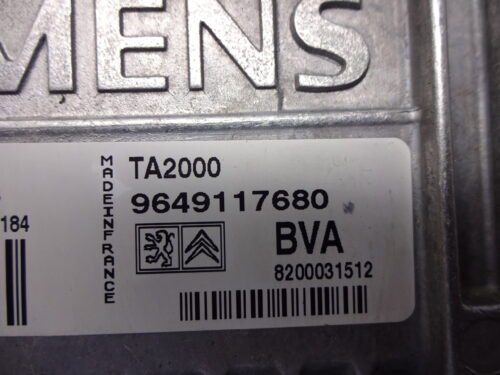 MENS
MADEINFRANCE
TA2000
9649117680
184
BVA
8200031512